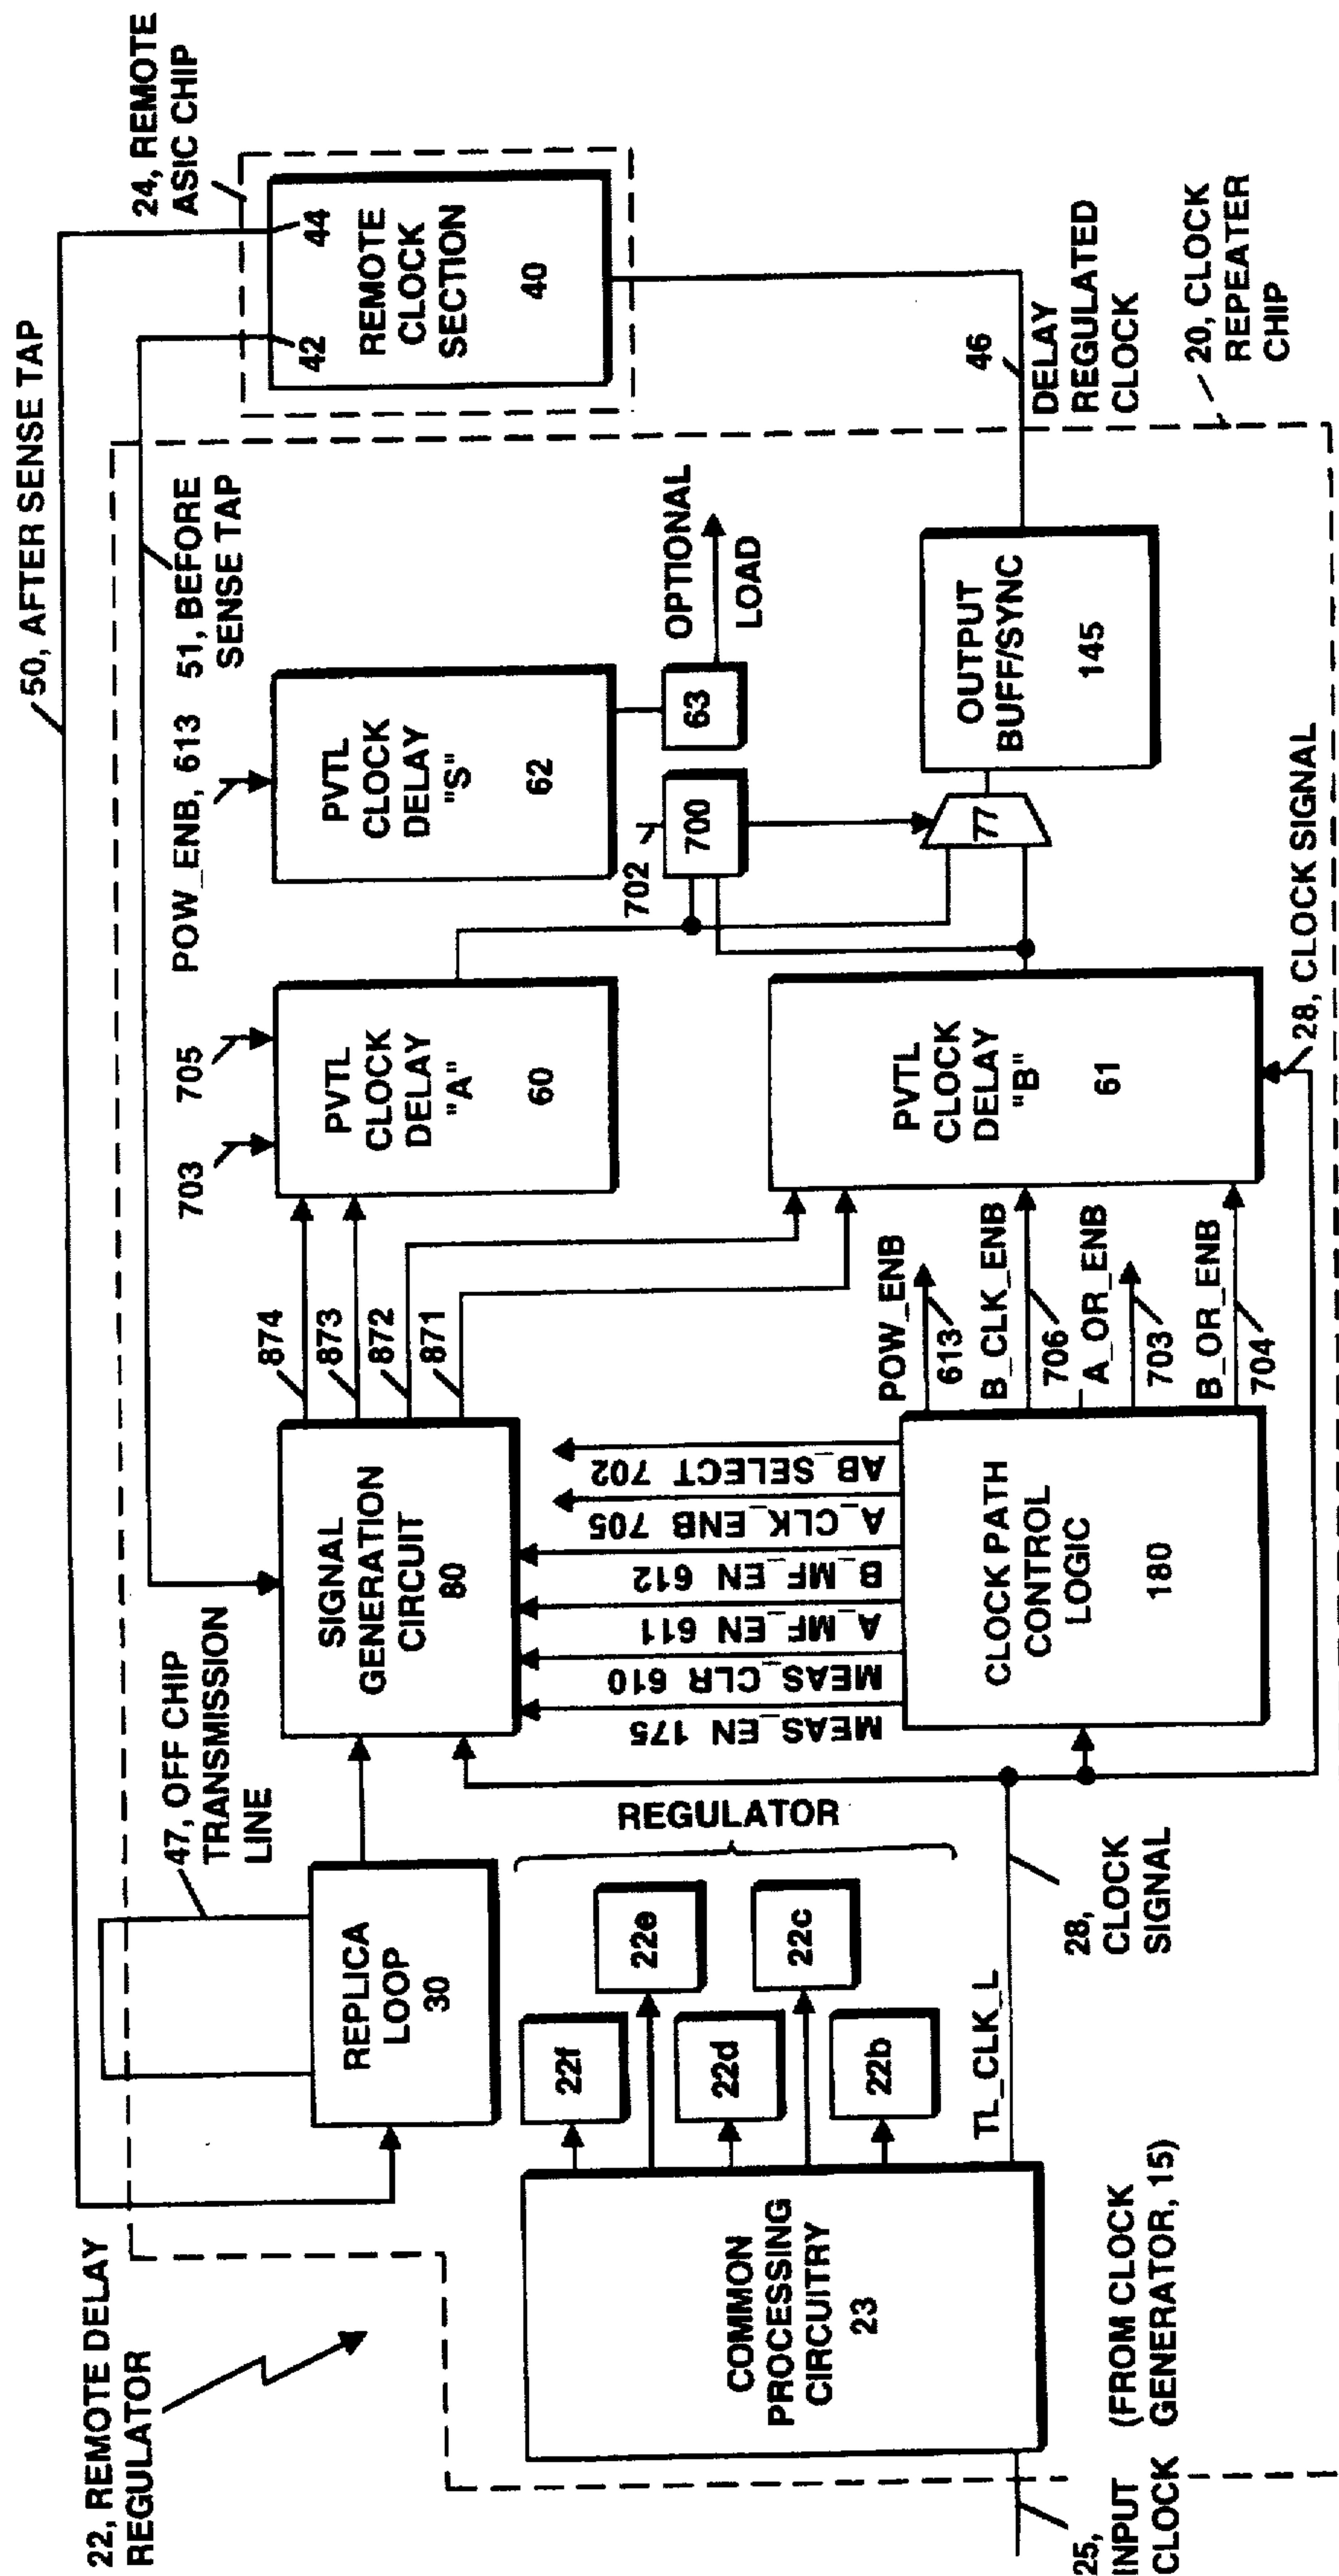 22, REMOTE DELAY
REGULATOR
47, OFF CHIP
TRANSMISSION
LINE
50, AFTER SENSE TAP
51, BEFORE
SENSE TAP
24, REMOTE
ASIC CHIP
REPLICA
LOOP
30
SIGNAL
GENERATION
CIRCUIT
80
874
873
872
871
703
705
PVTL
CLOCK
DELAY
"A"
60
POW_ENB, 613
PVTL
CLOCK
DELAY
"S"
62
42
44
REMOTE
CLOCK
SECTION
40
702
700
63
OPTIONAL
LOAD
22f
22e
22d
22c
22b
REGULATOR
COMMON
PROCESSING
CIRCUITRY
23
MEAS_EN 175
MEAS_CLR 610
A_MF_EN 611
B_MF_EN 612
A_CLK_ENB 705
AB_SELECT 702
CLOCK PATH
CONTROL
LOGIC
180
POW_ENB
613
B_CLK_ENB
706
A_OR_ENB
703
B_OR_ENB
704
PVTL
CLOCK
DELAY
"B"
61
77
OUTPUT
BUFF/SYNC
145
46
DELAY
REGULATED
CLOCK
TL_CLK_L
28,
CLOCK
SIGNAL
28, CLOCK SIGNAL
20, CLOCK
REPEATER
CHIP
25,
INPUT
CLOCK
(FROM CLOCK
GENERATOR, 15)